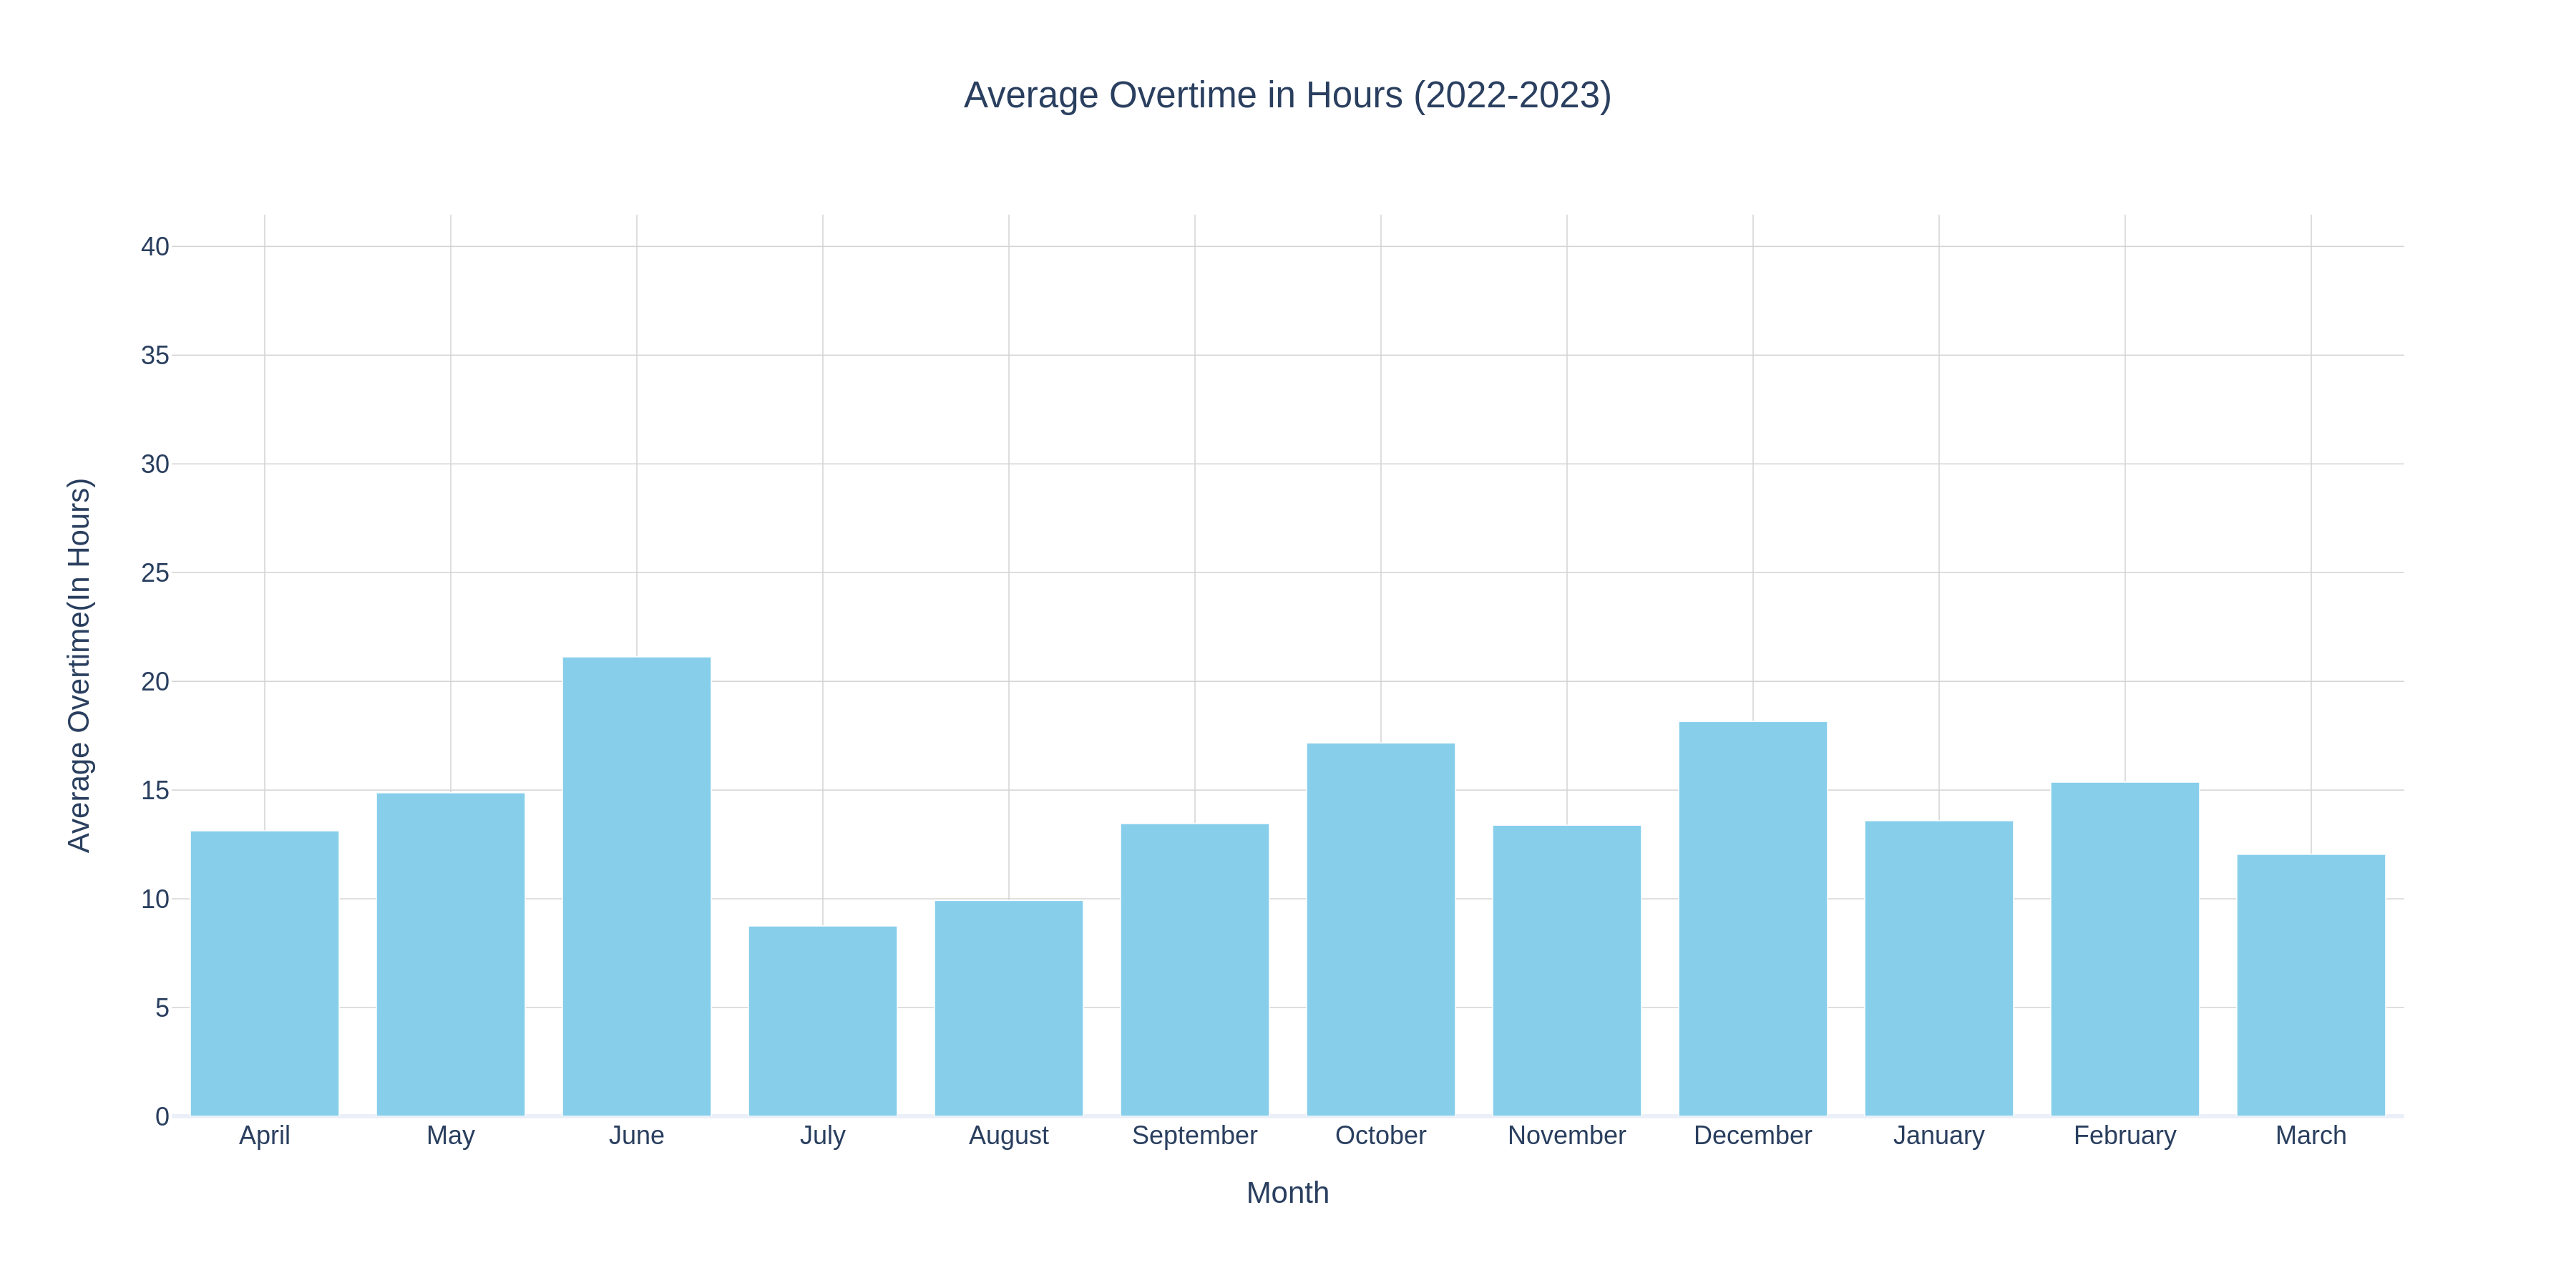 Average Overtime in Hours (2022-2023)
Average Overtime(In Hours)
40
35
30
25
20
15
10
5
0
April May June July August September October November December January February March
Month